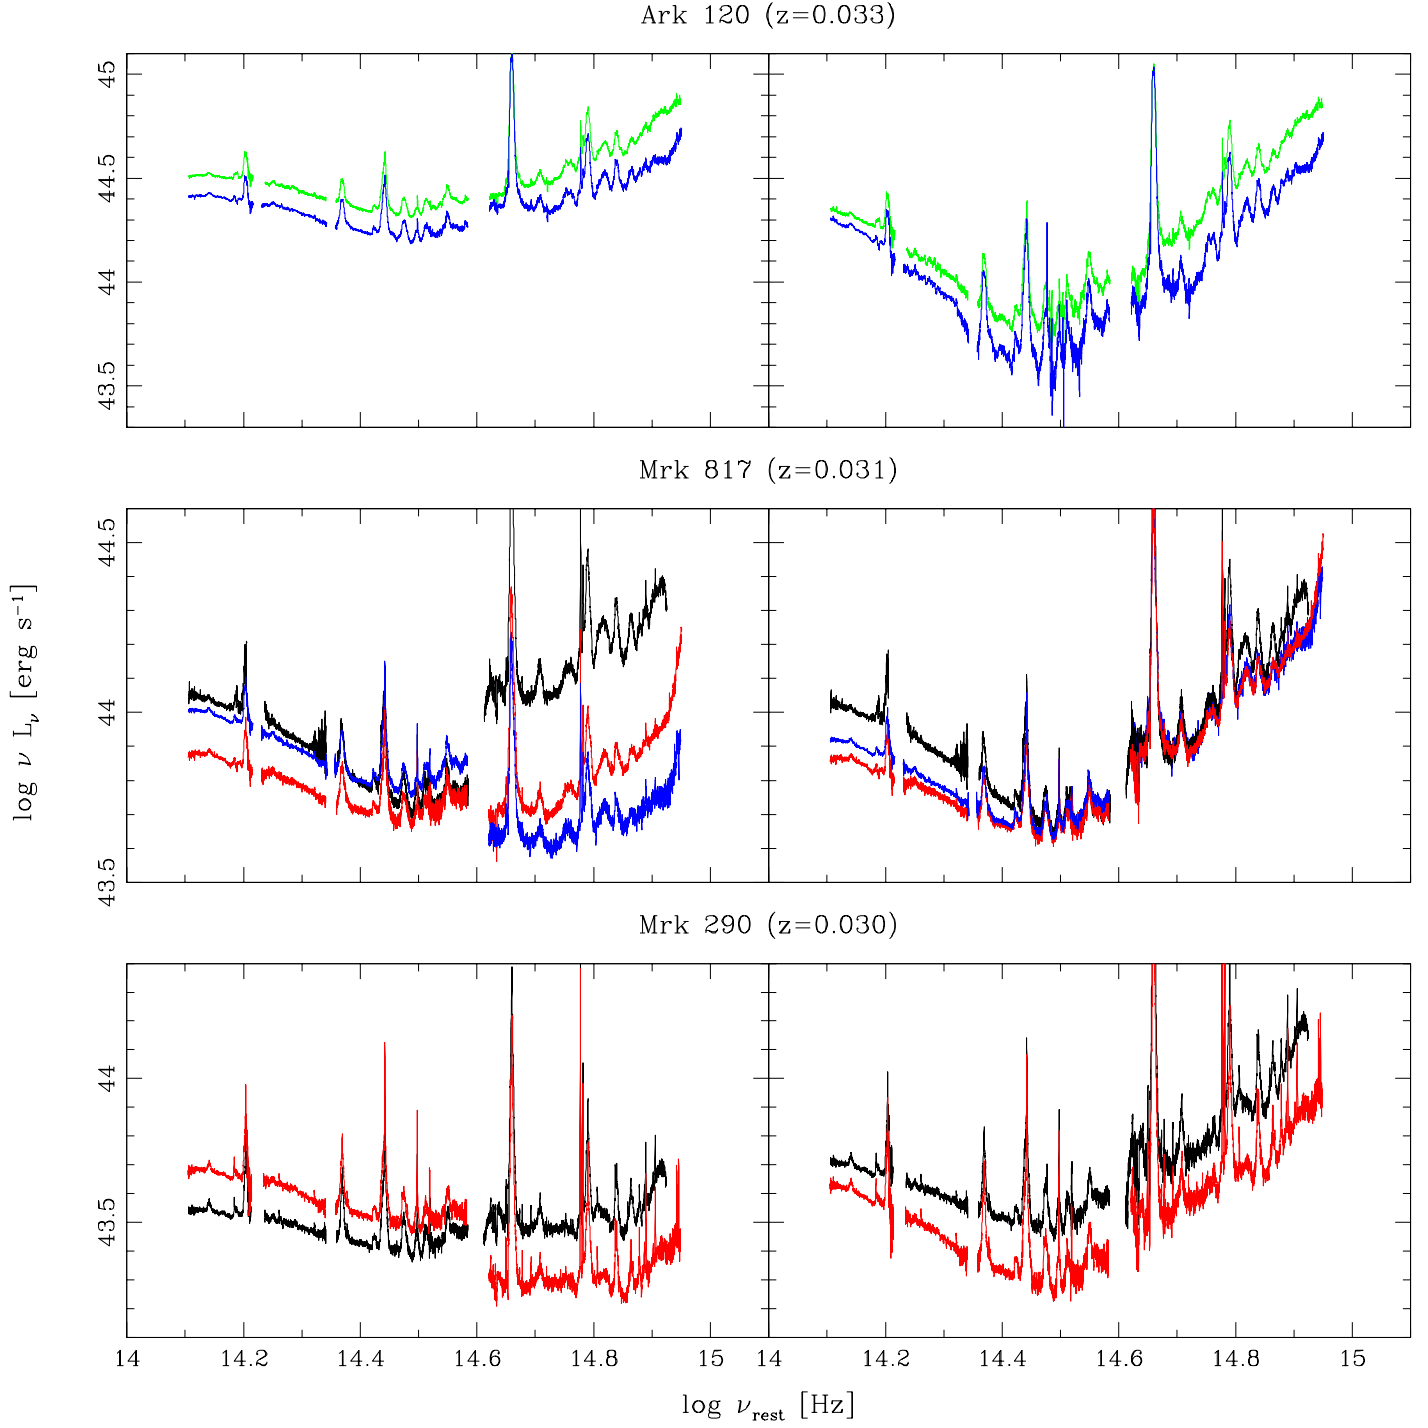 Ark 120 (z=0.033)
45
44.5
44
43.5
Mrk 817 (z=0.031)
44.5
44
43.5
log ν Lν [erg s⁻¹]
Mrk 290 (z=0.030)
44
43.5
14 14.2 14.4 14.6 14.8 15 14 14.2 14.4 14.6 14.8 15
log νrest [Hz]